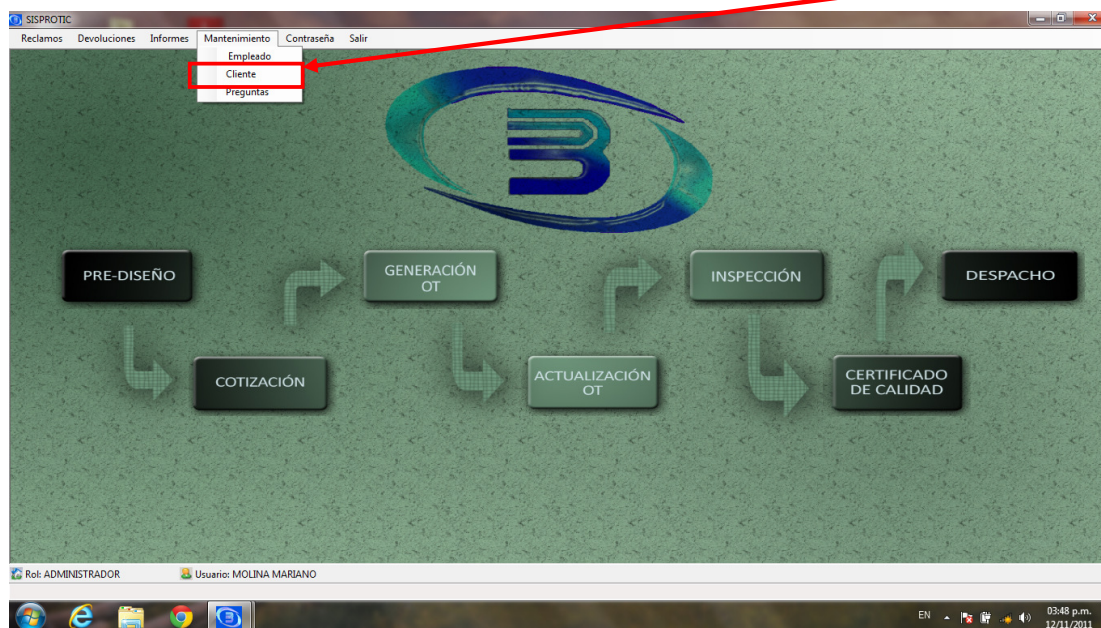 SISPROTIC
Reclamos Devoluciones Informes Mantenimiento Contraseña Salir
Empleado
Cliente
Preguntas
PRE-DISEÑO
GENERACIÓN
OT
INSPECCIÓN
DESPACHO
COTIZACIÓN
ACTUALIZACIÓN
OT
CERTIFICADO
DE CALIDAD
Rol: ADMINISTRADOR Usuario: MOLINA MARIANO
EN 03:48 p.m.
12/11/2011